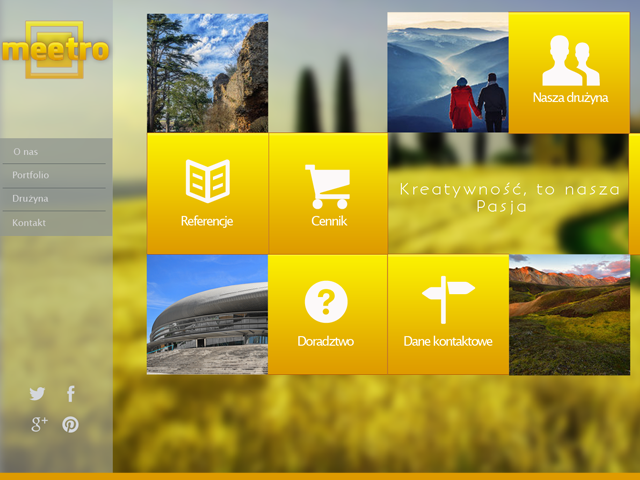 meetro
O nas
Portfolio
Drużyna
Kontakt
Nasza drużyna
Referencje
Cennik
Kreatywność, to nasza
Pasja
Doradztwo
Dane kontaktowe
g+